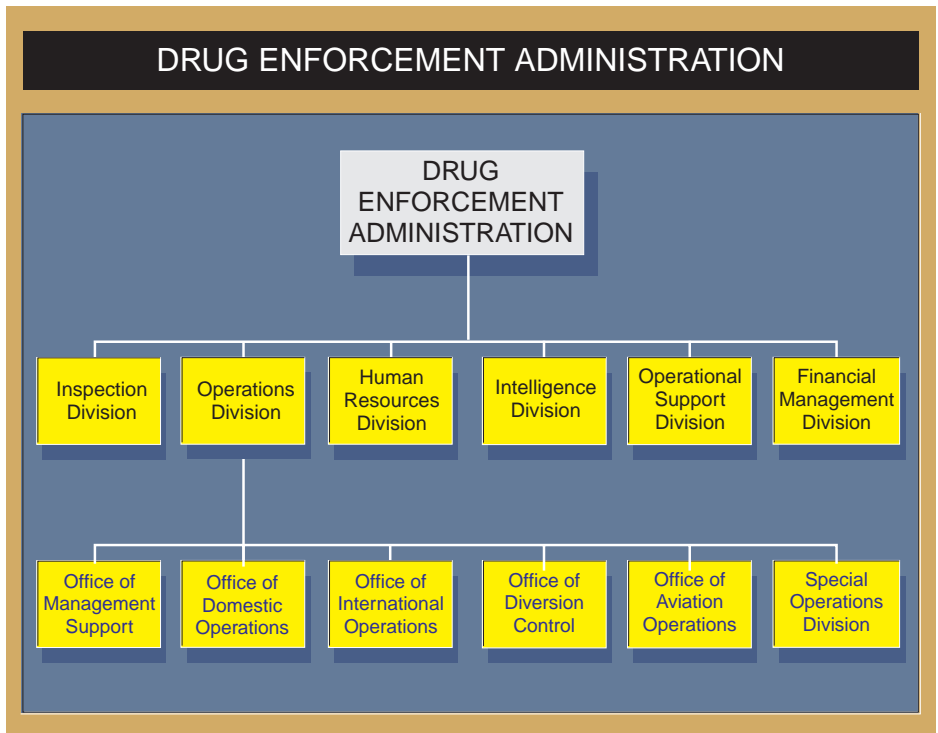 DRUG ENFORCEMENT ADMINISTRATION
DRUG
ENFORCEMENT
ADMINISTRATION
Inspection
Division
Operations
Division
Human
Resources
Division
Intelligence
Division
Operational
Support
Division
Financial
Management
Division
Office of
Management
Support
Office of
Domestic
Operations
Office of
International
Operations
Office of
Diversion
Control
Office of
Aviation
Operations
Special
Operations
Division